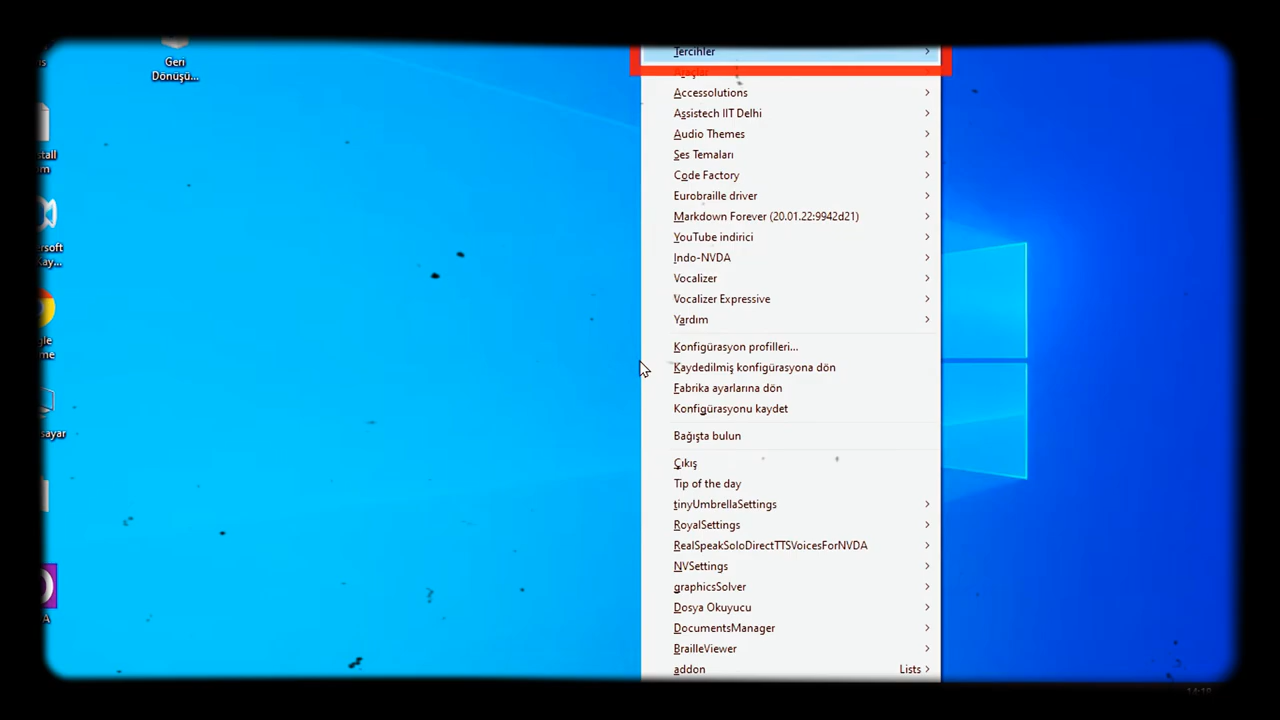 Geri
Dönüşü...
Tercihler
Araçlar
Accessolutions
Assistech IIT Delhi
Audio Themes
Ses Temaları
Code Factory
Eurobraille driver
Markdown Forever (20.01.22:9942d21)
YouTube indirici
Indo-NVDA
Vocalizer
Vocalizer Expressive
Yardım
Konfigürasyon profilleri...
Kaydedilmiş konfigürasyona dön
Fabrika ayarlarına dön
Konfigürasyonu kaydet
Bağışta bulun
Çıkış
Tip of the day
tinyUmbrellaSettings
RoyalSettings
RealSpeakSoloDirectTTSVoicesForNVDA
NVSettings
graphicsSolver
Dosya Okuyucu
DocumentsManager
BrailleViewer
addon Lists